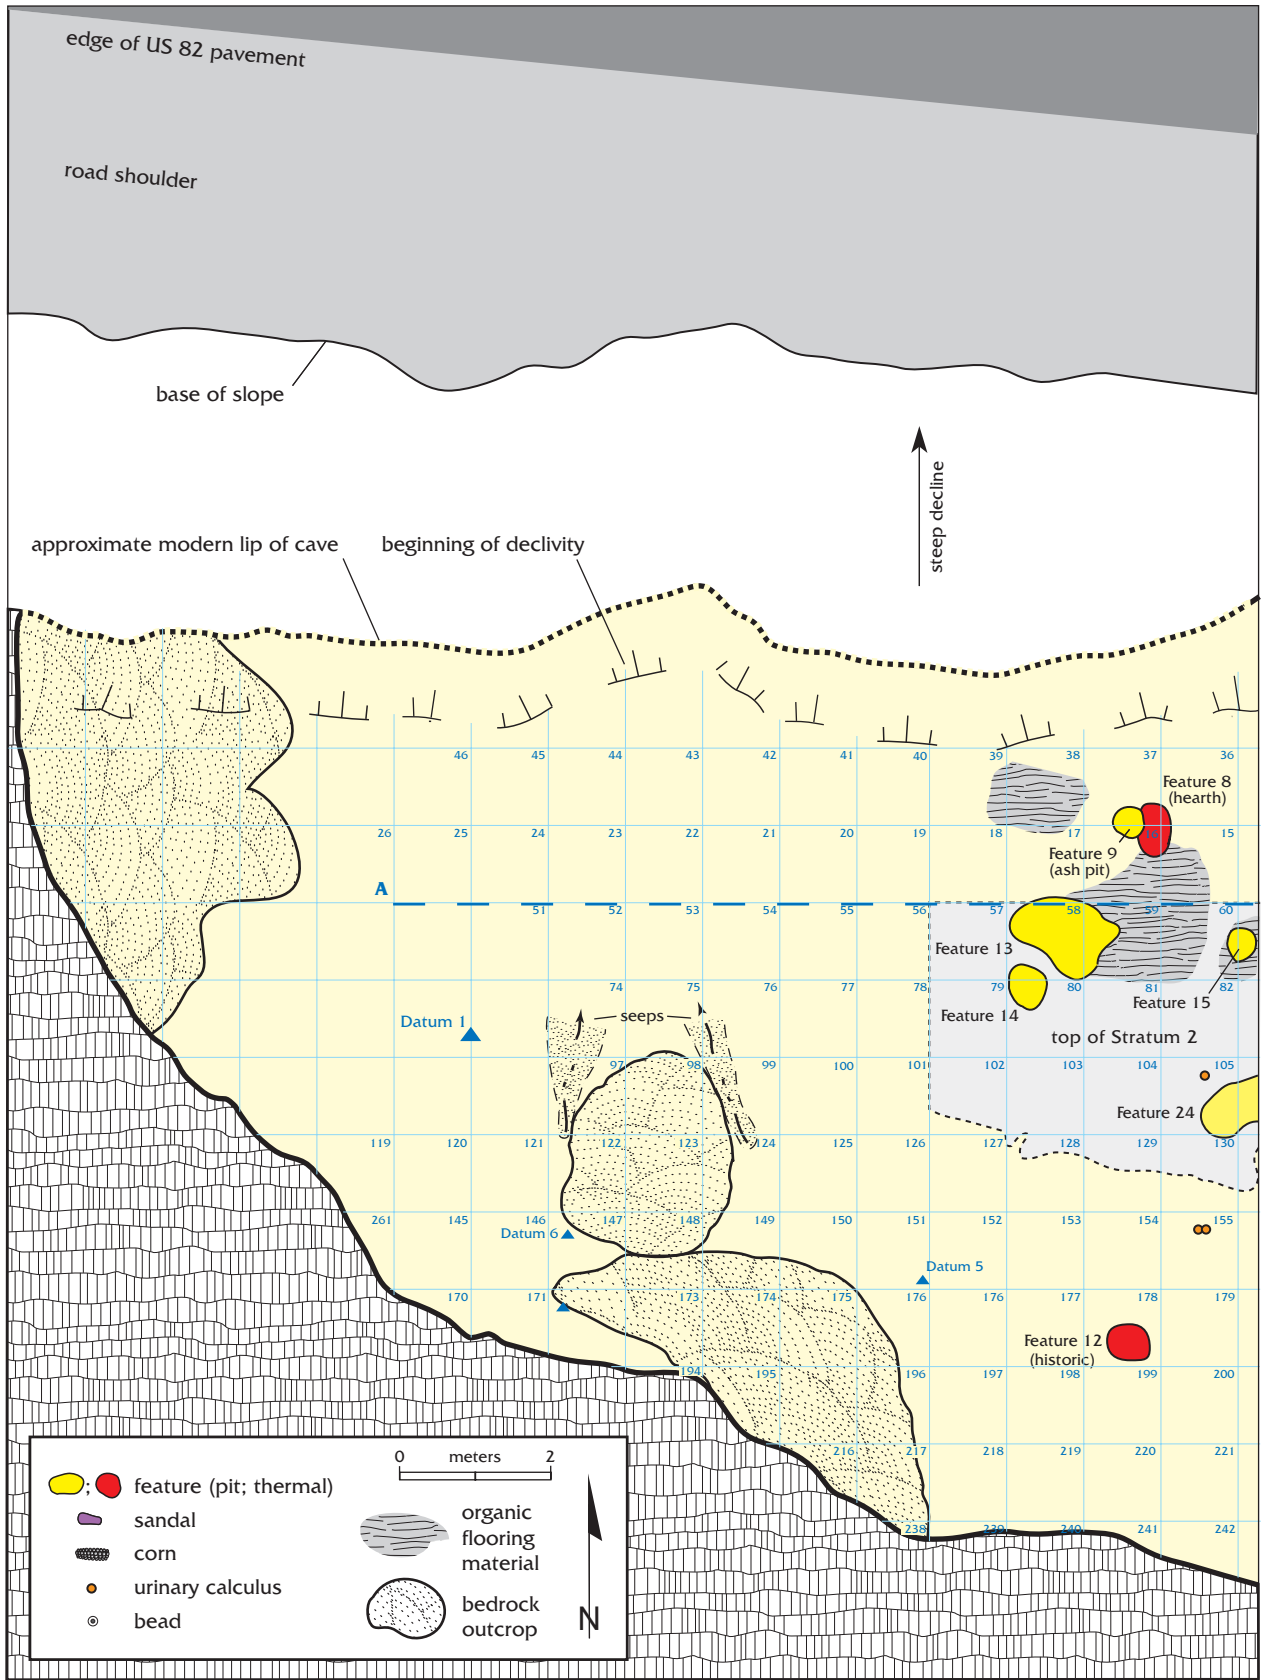 edge of US 82 pavement
road shoulder
base of slope
steep decline
approximate modern lip of cave
beginning of declivity
46 45 44 43 42 41 40 39 38 37 36
Feature 8
(hearth)
26 25 24 23 22 21 20 19 18 17 16 15
Feature 9
(ash pit)
A
51 52 53 54 55 56 57 58 59 60
Feature 13
74 75 76 77 78 79 80 81 82
Feature 15
Feature 14
Datum 1
seeps
top of Stratum 2
97 98 99 100 101 102 103 104 105
Feature 24
119 120 121 122 123 124 125 126 127 128 129 130
261 145 146 147 148 149 150 151 152 153 154 155
Datum 6
Datum 5
170 171 173 174 175 176 176 177 178 179
Feature 12
(historic)
194 195 196 197 198 199 200
216 217 218 219 220 221
238 239 240 241 242
0 meters 2
; feature (pit; thermal)
sandal
corn
urinary calculus
bead
organic
flooring
material
bedrock
outcrop
N